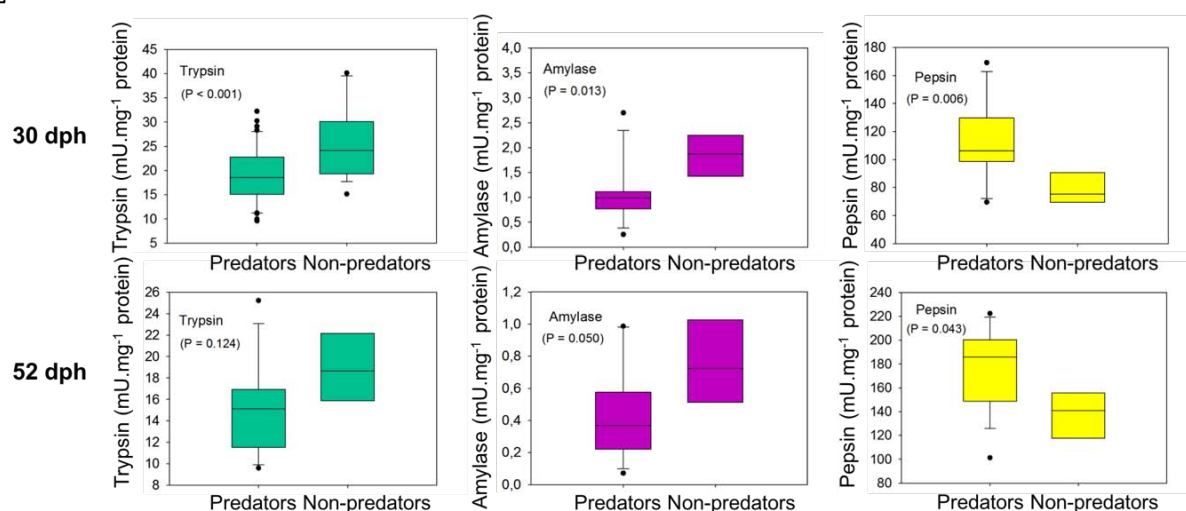 30 dph
Trypsin (mU.mg-1 protein)
45
40
35
30
25
20
15
10
5
Trypsin
(P < 0.001)
Predators Non-predators
Amylase (mU.mg-1 protein)
4,0
3,5
3,0
2,5
2,0
1,5
1,0
0,5
0,0
Amylase
(P = 0.013)
Predators Non-predators
Pepsin (mU.mg-1 protein)
180
160
140
120
100
80
60
40
Pepsin
(P = 0.006)
Predators Non-predators
52 dph
Trypsin (mU.mg-1 protein)
26
24
22
20
18
16
14
12
10
8
Trypsin
(P = 0.124)
Predators Non-predators
Amylase (mU.mg-1 protein)
1,2
1,0
0,8
0,6
0,4
0,2
0,0
Amylase
(P = 0.050)
Predators Non-predators
Pepsin (mU.mg-1 protein)
240
220
200
180
160
140
120
100
80
Pepsin
(P = 0.043)
Predators Non-predators